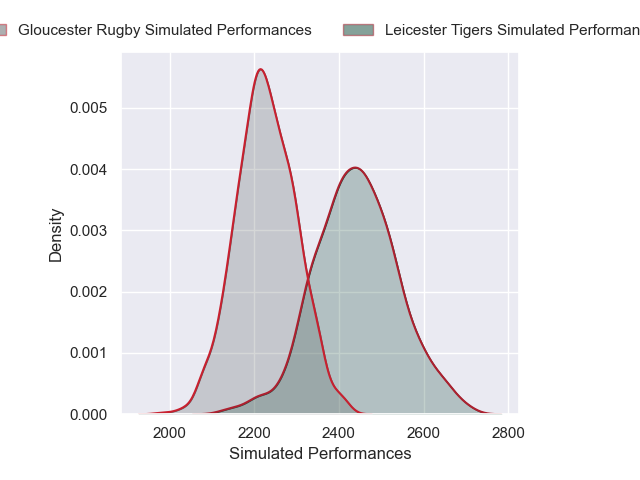 Gloucester Rugby Simulated Performances
Leicester Tigers Simulated Performan
0.005
0.004
0.003
0.002
0.001
0.000
Density
2000
2200
2400
2600
2800
Simulated Performances